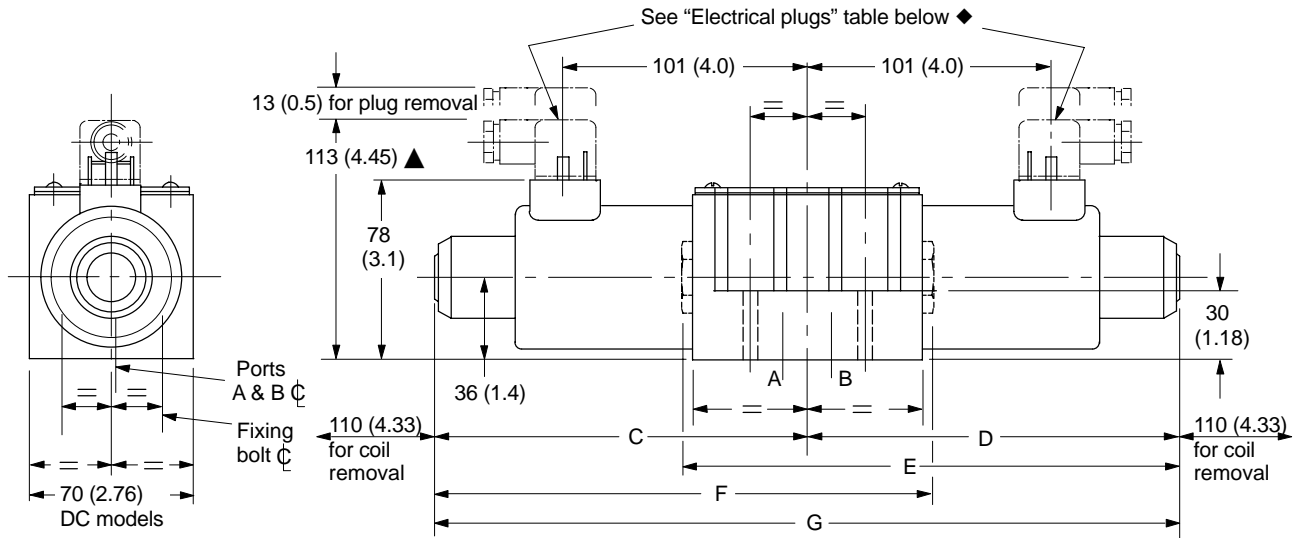 See “Electrical plugs” table below ◆
101 (4.0)
101 (4.0)
13 (0.5) for plug removal
113 (4.45) ▲
78
(3.1)
30
(1.18)
36 (1.4)
A
B
Ports
A & B ℄
Fixing
bolt ℄
70 (2.76)
DC models
110 (4.33)
for coil
removal
C
D
110 (4.33)
for coil
removal
E
F
G